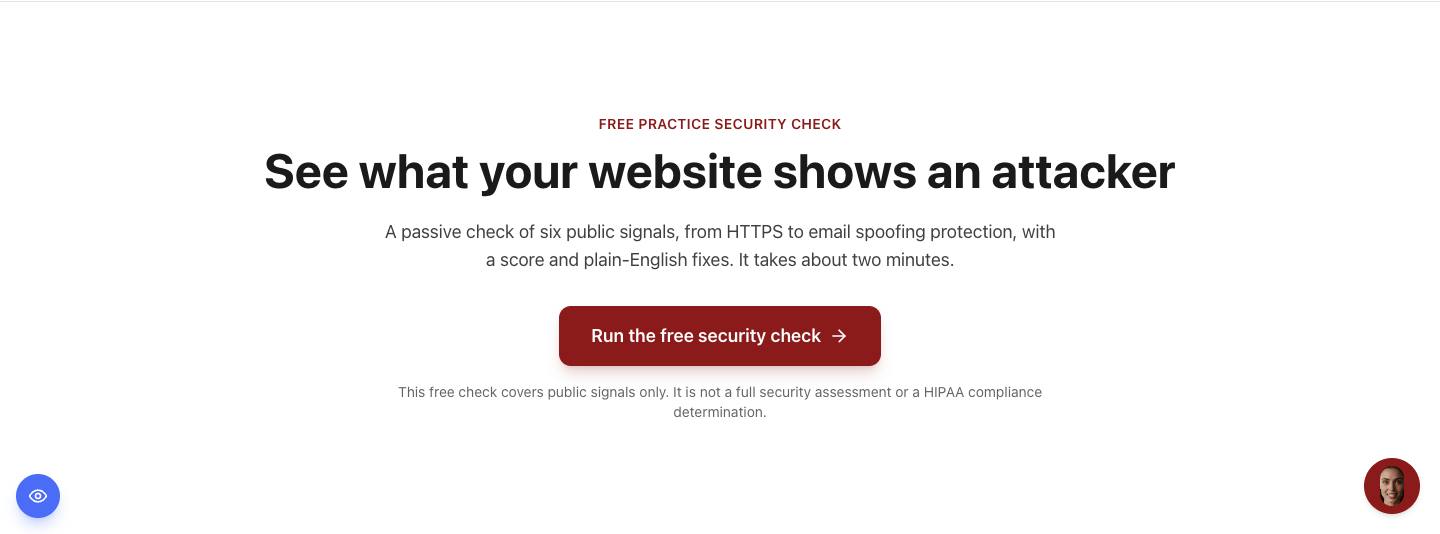 FREE PRACTICE SECURITY CHECK
See what your website shows an attacker
A passive check of six public signals, from HTTPS to email spoofing protection, with
a score and plain-English fixes. It takes about two minutes.
Run the free security check →
This free check covers public signals only. It is not a full security assessment or a HIPAA compliance
determination.